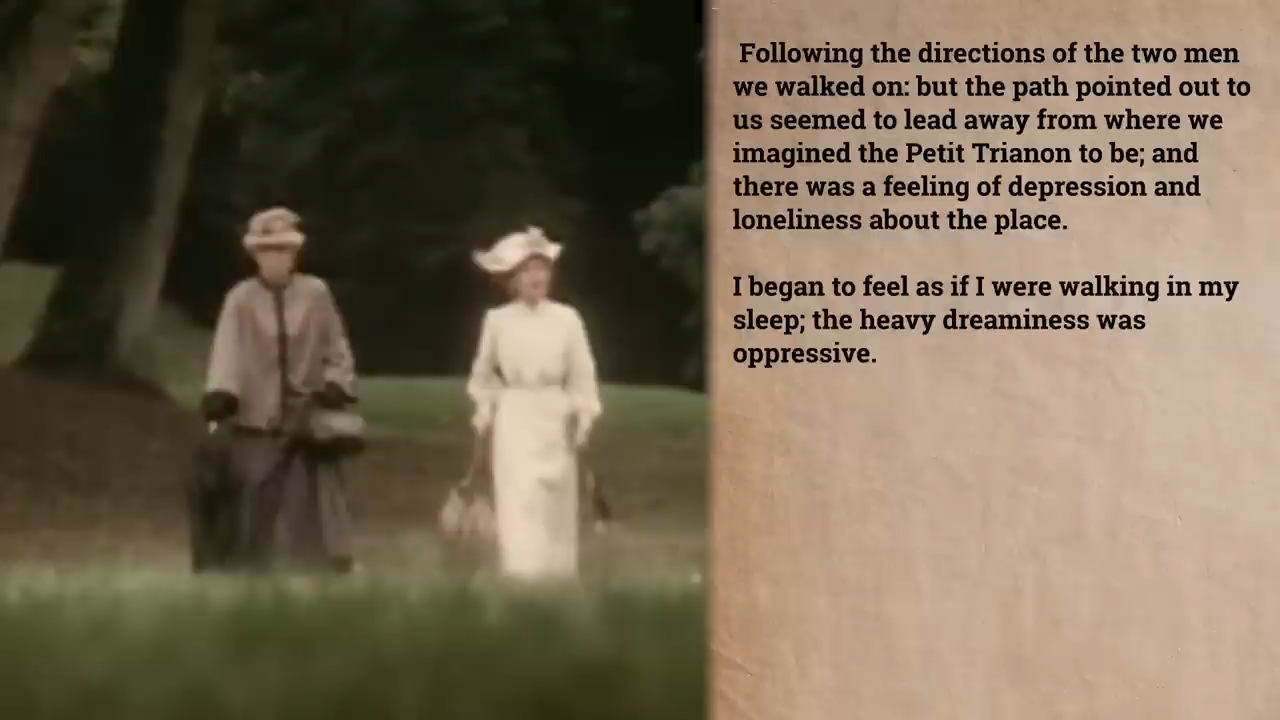 Following the directions of the two men
we walked on: but the path pointed out to
us seemed to lead away from where we
imagined the Petit Trianon to be; and
there was a feeling of depression and
loneliness about the place.
I began to feel as if I were walking in my
sleep; the heavy dreaminess was
oppressive.